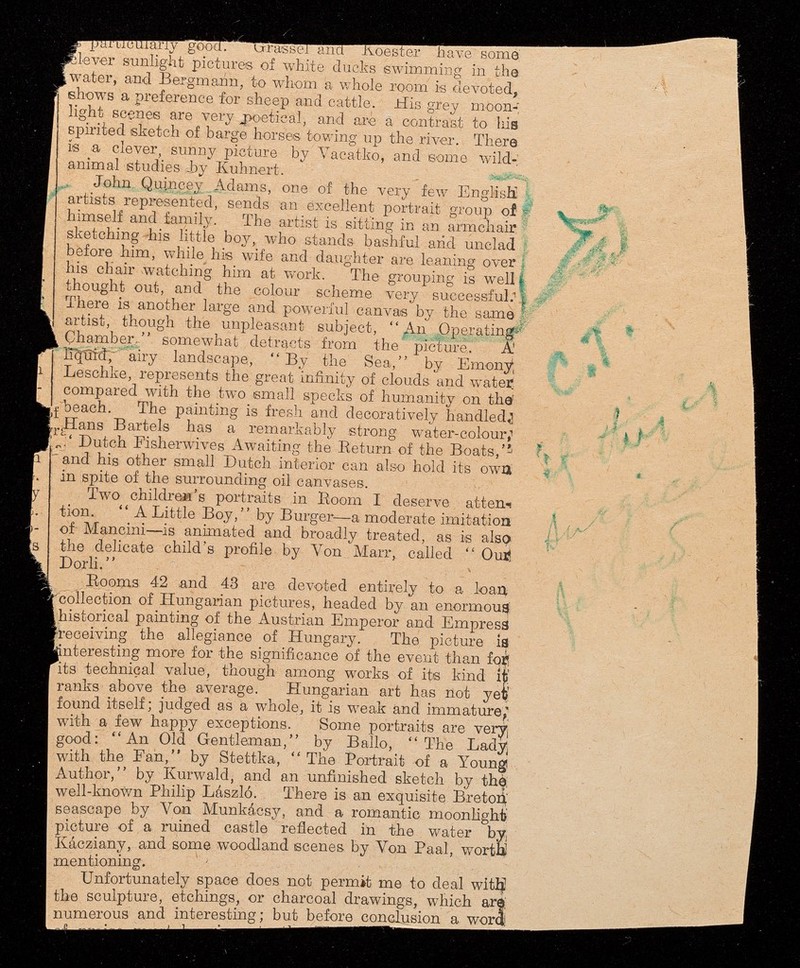 particularly good. Grassel and Koester have some
clever sunlight pictures of white ducks swimming in the
water, and Bergmann, to whom a whole room is devoted,
shows a preference for sheep and cattle. His grey moon-
light scenes are very poetical, and are a contrast to his
spirited sketch of barge horses towing up the river. There
is a clever, sunny picture by Vacatko, and some wild-
animal studies by Kuhnert.
John Quincey Adams, one of the very few English
artists represented, sends an excellent portrait group of
himself and family. The artist is sitting in an armchair
sketching his little boy, who stands bashful and unclad
before him, while his wife and daughter are leaning over
his chair watching him at work. The grouping is well
thought out, and the colour scheme very successful.
There is another large and powerful canvas by the same
artist, though the unpleasant subject, "An Operating
Chamber," somewhat detracts from the picture. A
liquid, airy landscape, "By the Sea," by Emony
Leschke, represents the great infinity of clouds and water
compared with the two small specks of humanity on the
beach. The painting is fresh and decoratively handled.
Hans Bartels has a remarkably strong water-colour,
"Dutch Fisherwives Awaiting the Return of the Boats,"
and his other small Dutch interior can also hold its own
in spite of the surrounding oil canvases.
Two children's portraits in Room I deserve atten-
tion. "A Little Boy," by Burger—a moderate imitation
of Mancini—is animated and broadly treated, as is also
the delicate child's profile by Von Marr, called "Our
Dorli."
Rooms 42 and 43 are devoted entirely to a loan
collection of Hungarian pictures, headed by an enormous
historical painting of the Austrian Emperor and Empress
receiving the allegiance of Hungary. The picture is
interesting more for the significance of the event than for
its technical value, though among works of its kind it
ranks above the average. Hungarian art has not yet
found itself; judged as a whole, it is weak and immature,
with a few happy exceptions. Some portraits are very
good: "An Old Gentleman," by Ballo, "The Lady
with the Fan," by Stettka, "The Portrait of a Young
Author," by Kurwald, and an unfinished sketch by the
well-known Philip László. There is an exquisite Breton
seascape by Von Munkácsy, and a romantic moonlight
picture of a ruined castle reflected in the water by
Kácziany, and some woodland scenes by Von Paal, worth
mentioning.
Unfortunately space does not permit me to deal with
the sculpture, etchings, or charcoal drawings, which are
numerous and interesting; but before conclusion a word
C.T.
if this is
surgical
follow
up